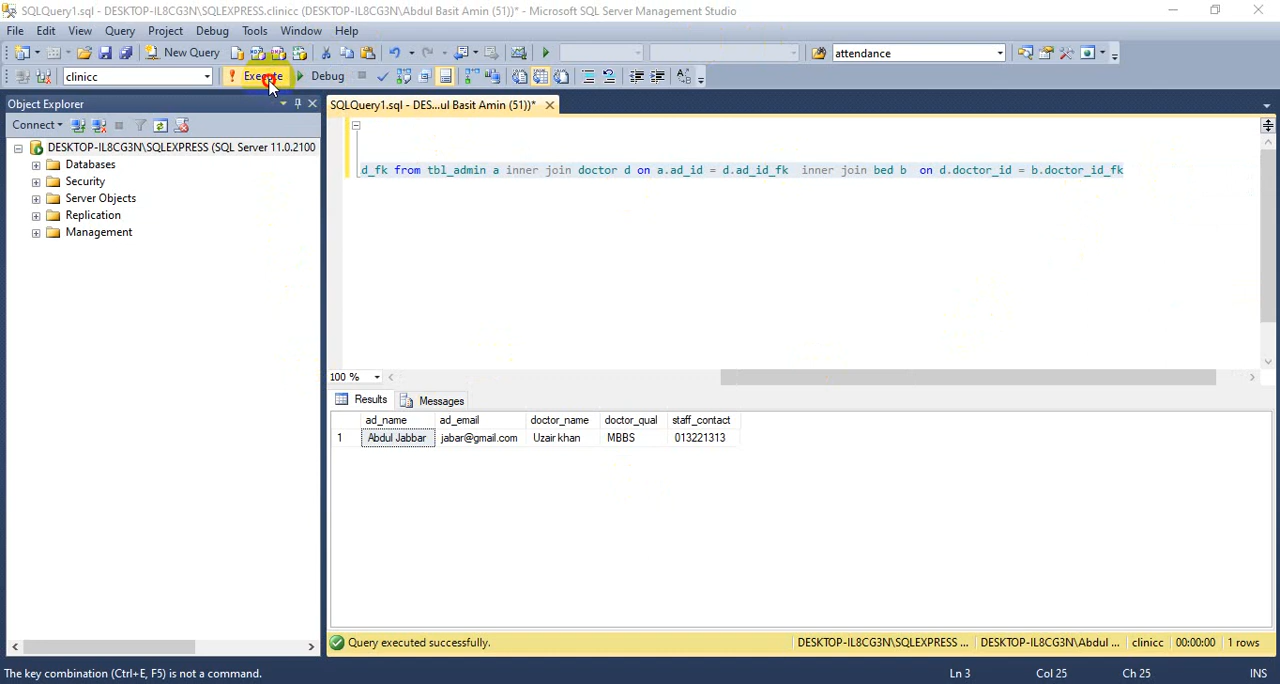 SQLQuery1.sql - DESKTOP-IL8CG3N\SQLEXPRESS.clinicc (DESKTOP-IL8CG3N\Abdul Basit Amin (51))* - Microsoft SQL Server Management Studio
File Edit View Query Project Debug Tools Window Help
New Query attendance
clinicc Execute Debug
Object Explorer
SQLQuery1.sql - DES...ul Basit Amin (51))*
Connect
DESKTOP-IL8CG3N\SQLEXPRESS (SQL Server 11.0.2100
Databases
Security
Server Objects
Replication
Management
d_fk from tbl_admin a inner join doctor d on a.ad_id = d.ad_id_fk  inner join bed b  on d.doctor_id = b.doctor_id_fk
100 %
Results Messages
ad_name ad_email doctor_name doctor_qual staff_contact
1 Abdul Jabbar jabar@gmail.com Uzair khan MBBS 013221313
Query executed successfully. DESKTOP-IL8CG3N\SQLEXPRESS ... DESKTOP-IL8CG3N\Abdul ... clinicc 00:00:00 1 rows
The key combination (Ctrl+E, F5) is not a command. Ln 3 Col 25 Ch 25 INS